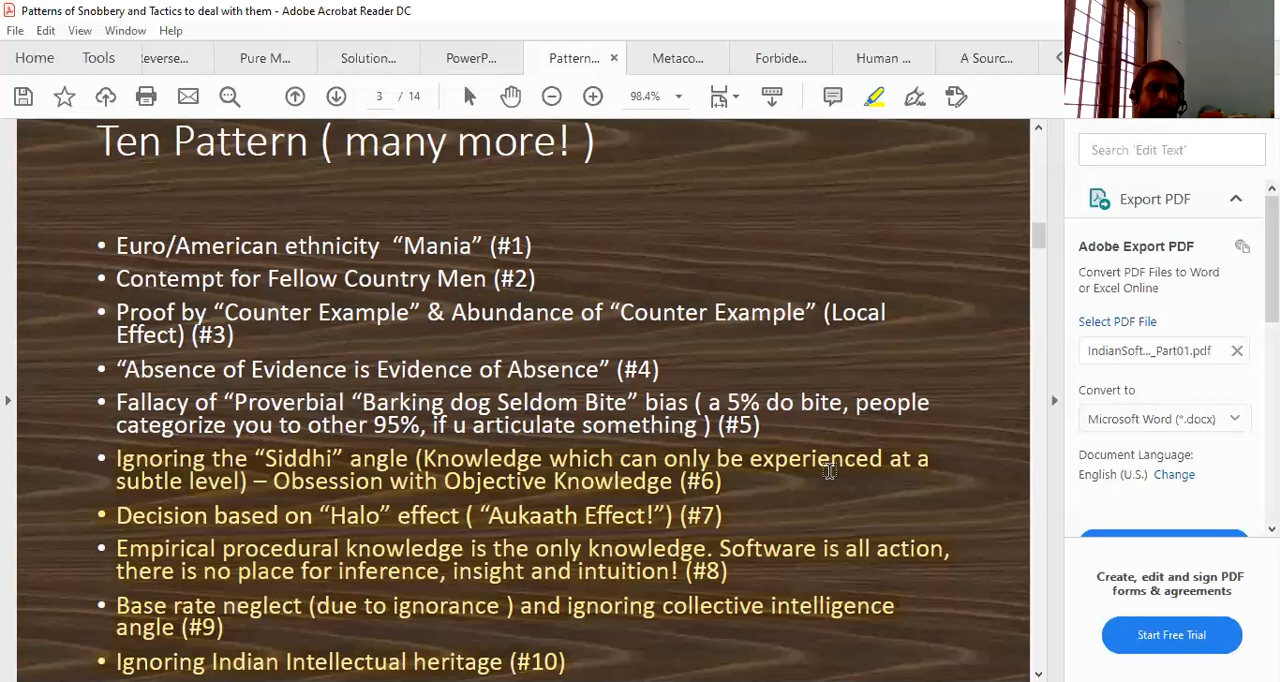 Patterns of Snobbery and Tactics to deal with them - Adobe Acrobat Reader DC
File Edit View Window Help
Home Tools everse... Pure M... Solution... PowerP... Pattern... × Metaco... Forbide... Human ... A Sourc...
3 / 14 98.4%
Ten Pattern ( many more! )
• Euro/American ethnicity “Mania” (#1)
• Contempt for Fellow Country Men (#2)
• Proof by “Counter Example” & Abundance of “Counter Example” (Local
Effect) (#3)
• “Absence of Evidence is Evidence of Absence” (#4)
• Fallacy of “Proverbial “Barking dog Seldom Bite” bias ( a 5% do bite, people
categorize you to other 95%, if u articulate something ) (#5)
• Ignoring the “Siddhi” angle (Knowledge which can only be experienced at a
subtle level) – Obsession with Objective Knowledge (#6)
• Decision based on “Halo” effect ( “Aukaath Effect!”) (#7)
• Empirical procedural knowledge is the only knowledge. Software is all action,
there is no place for inference, insight and intuition! (#8)
• Base rate neglect (due to ignorance ) and ignoring collective intelligence
angle (#9)
• Ignoring Indian Intellectual heritage (#10)
Search 'Edit Text'
Export PDF
Adobe Export PDF
Convert PDF Files to Word
or Excel Online
Select PDF File
IndianSoft..._Part01.pdf
Convert to
Microsoft Word (*.docx)
Document Language:
English (U.S.) Change
Create, edit and sign PDF
forms & agreements
Start Free Trial